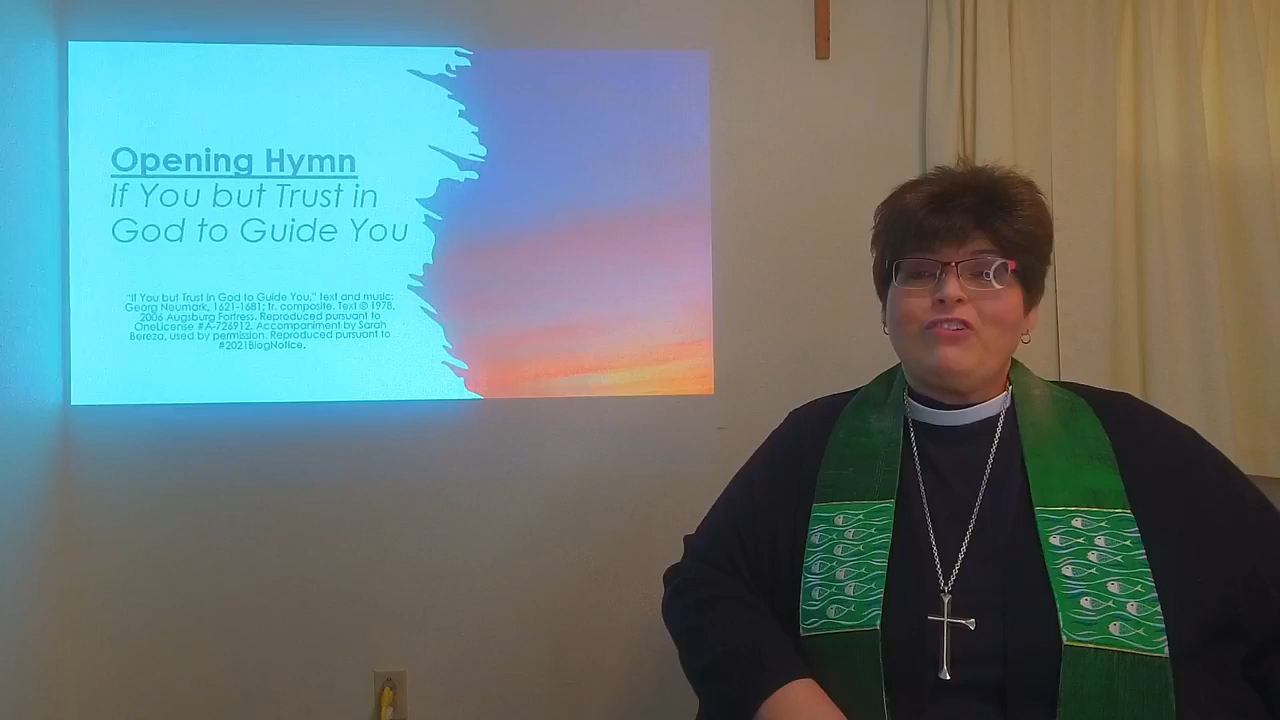 Opening Hymn
If You but Trust in
God to Guide You
"If You but Trust in God to Guide You," text and music:
Georg Neumark, 1621-1681; tr. composite. Text © 1978,
2006 Augsburg Fortress. Reproduced pursuant to
OneLicense #A-726912. Accompaniment by Sarah
Bereza, used by permission. Reproduced pursuant to
#2021BlogNotice.